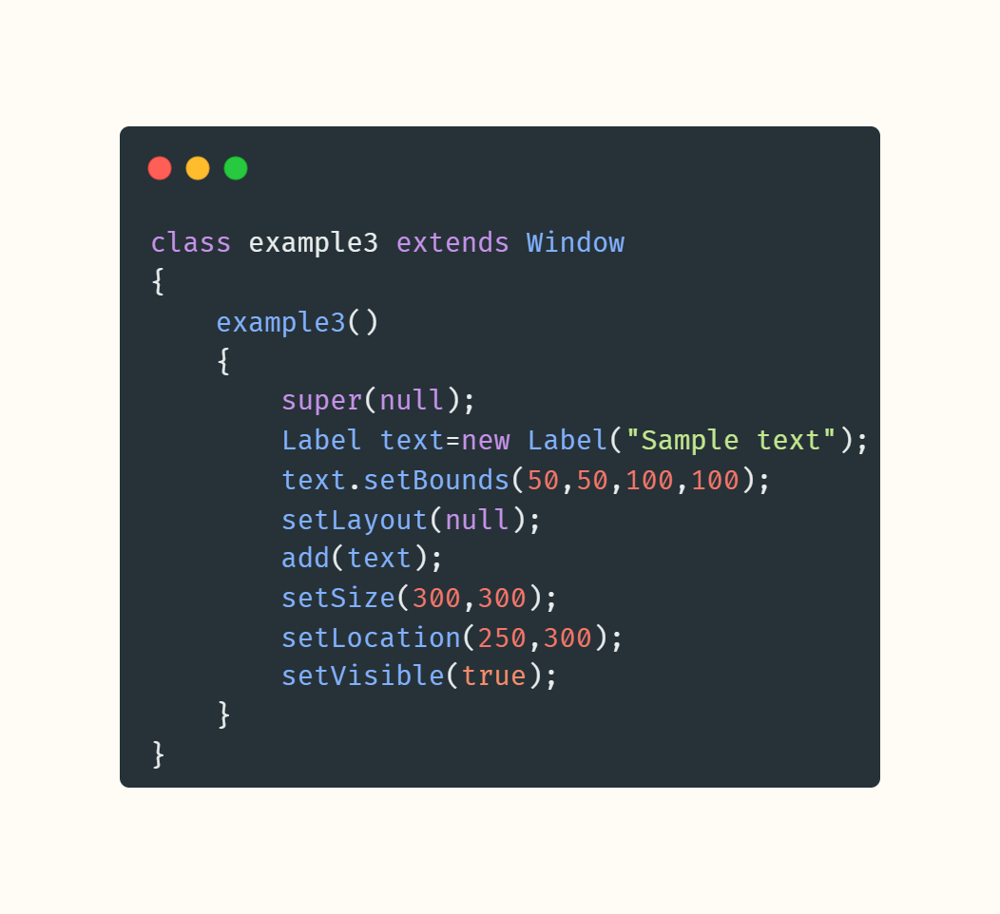 class example3 extends Window
{
    example3()
    {
        super(null);
        Label text=new Label("Sample text");
        text.setBounds(50,50,100,100);
        setLayout(null);
        add(text);
        setSize(300,300);
        setLocation(250,300);
        setVisible(true);
    }
}